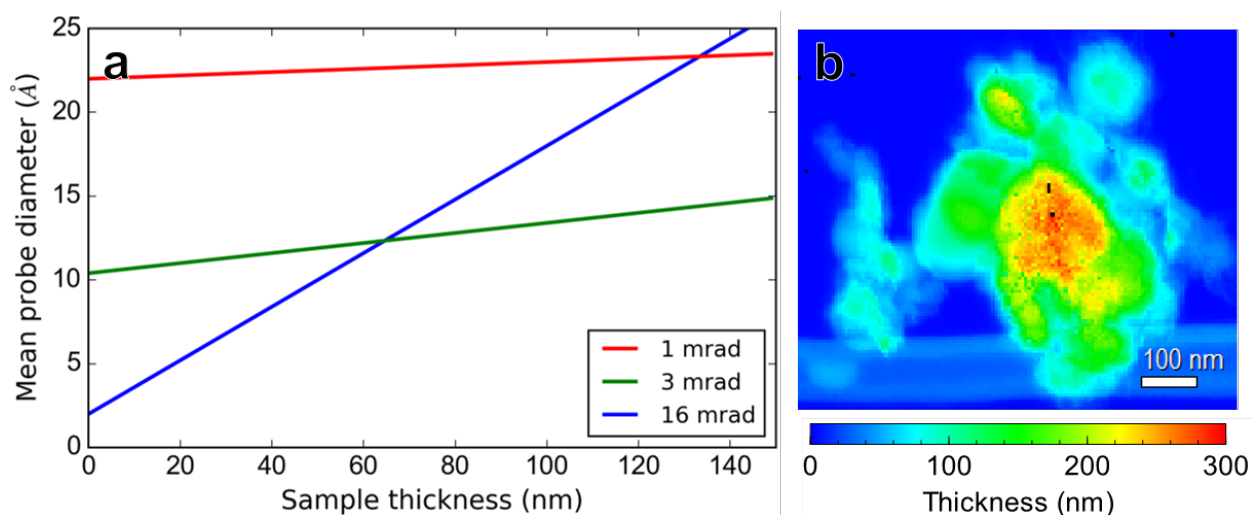 a
25
20
15
10
5
0
Mean probe diameter (Å)
0 20 40 60 80 100 120 140
Sample thickness (nm)
1 mrad
3 mrad
16 mrad
b
100 nm
0 100 200 300
Thickness (nm)